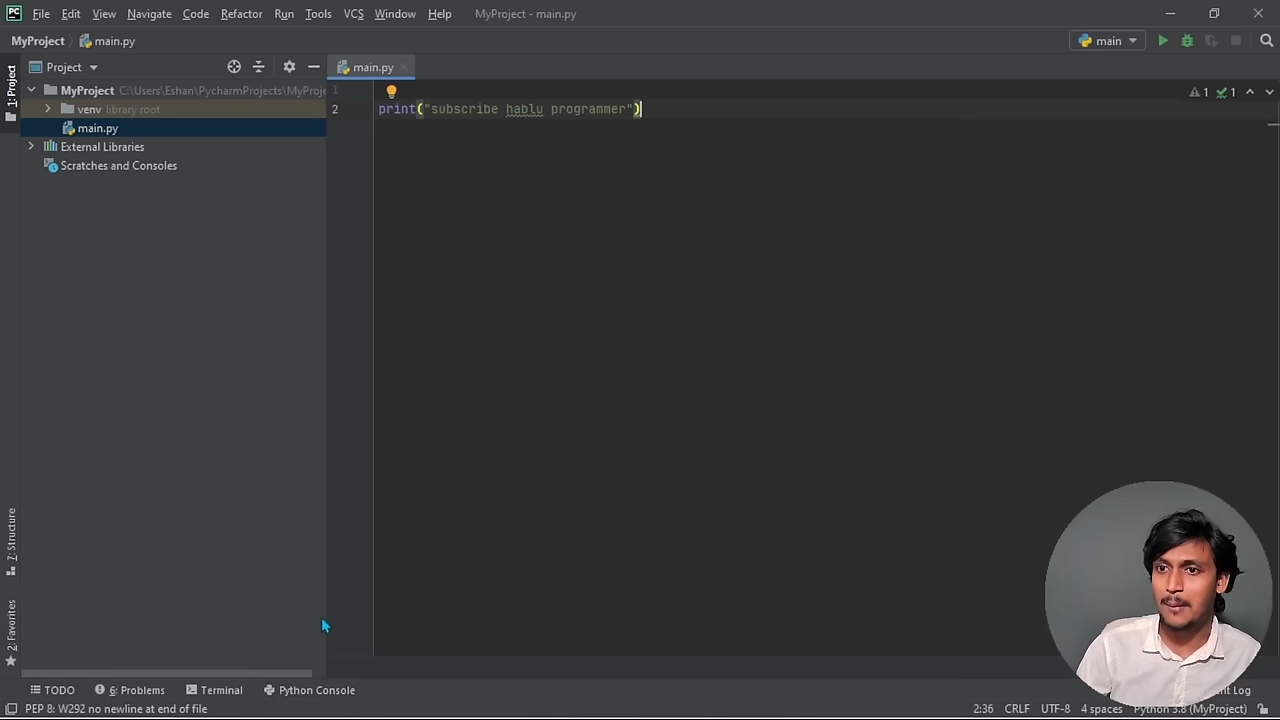 PC File Edit View Navigate Code Refactor Run Tools VCS Window Help MyProject - main.py
MyProject main.py main
1: Project
Project main.py
MyProject C:\Users\Eshan\PycharmProjects\MyProje
venv library root
main.py
External Libraries
Scratches and Consoles
1
2 print("subscribe hablu programmer")
1 1
7: Structure
2: Favorites
TODO 6: Problems Terminal Python Console nt Log
PEP 8: W292 no newline at end of file 2:36 CRLF UTF-8 4 spaces Python 3.8 (MyProject)